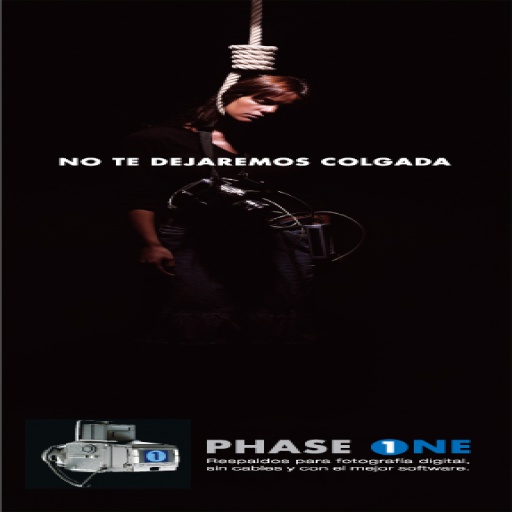 NO TE DEJAREMOS COLGADA
PHASE ONE
Respaldos para fotografía digital,
sin cables y con el mejor software.